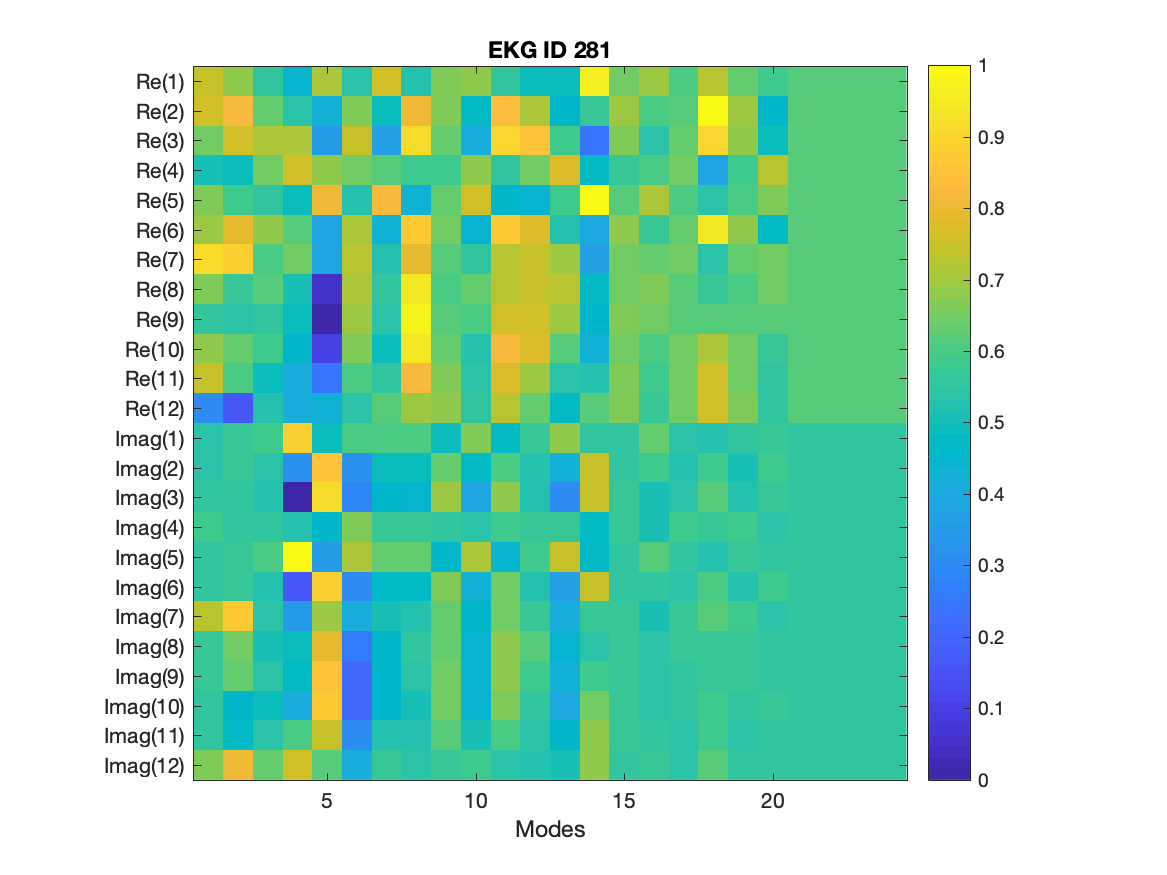 EKG ID 281
Re(1)
Re(2)
Re(3)
Re(4)
Re(5)
Re(6)
Re(7)
Re(8)
Re(9)
Re(10)
Re(11)
Re(12)
Imag(1)
Imag(2)
Imag(3)
Imag(4)
Imag(5)
Imag(6)
Imag(7)
Imag(8)
Imag(9)
Imag(10)
Imag(11)
Imag(12)
5 10 15 20
Modes
1
0.9
0.8
0.7
0.6
0.5
0.4
0.3
0.2
0.1
0